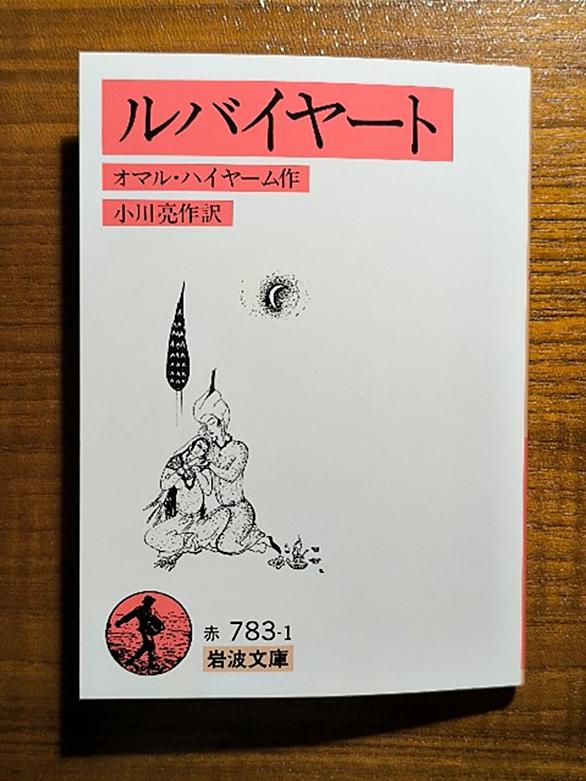 ルバイヤート
オマル・ハイヤーム作
小川亮作訳
赤 783-1
岩波文庫